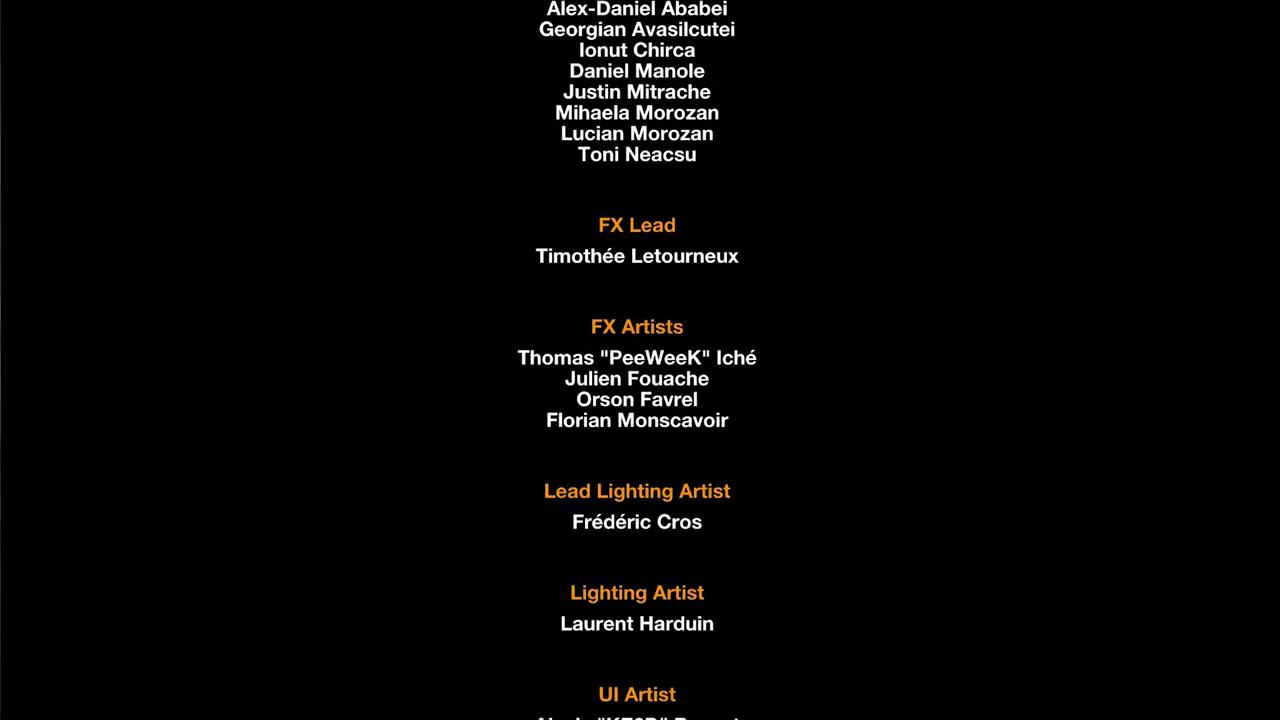 Alex-Daniel Ababei
Georgian Avasilcutei
Ionut Chirca
Daniel Manole
Justin Mitrache
Mihaela Morozan
Lucian Morozan
Toni Neacsu
FX Lead
Timothée Letourneux
FX Artists
Thomas "PeeWeeK" Iché
Julien Fouache
Orson Favrel
Florian Monscavoir
Lead Lighting Artist
Frédéric Cros
Lighting Artist
Laurent Harduin
UI Artist